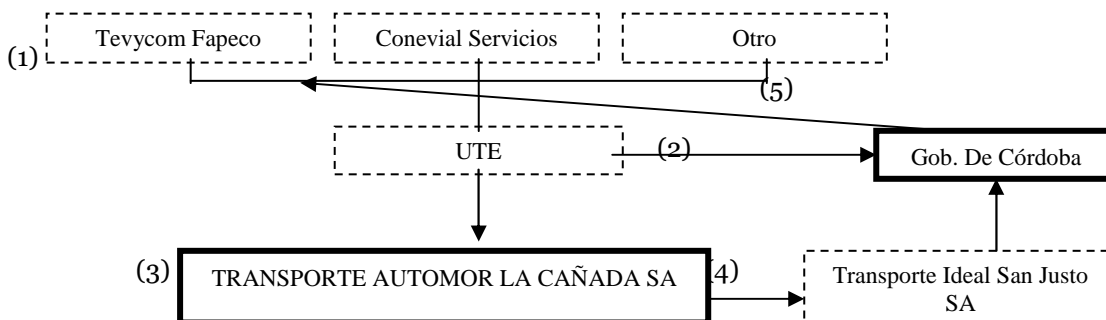 Tevycom Fapeco
Conevial Servicios
Otro
(1)
(5)
UTE
(2)
Gob. De Córdoba
(3)
TRANSPORTE AUTOMOR LA CAÑADA SA
(4)
Transporte Ideal San Justo
SA